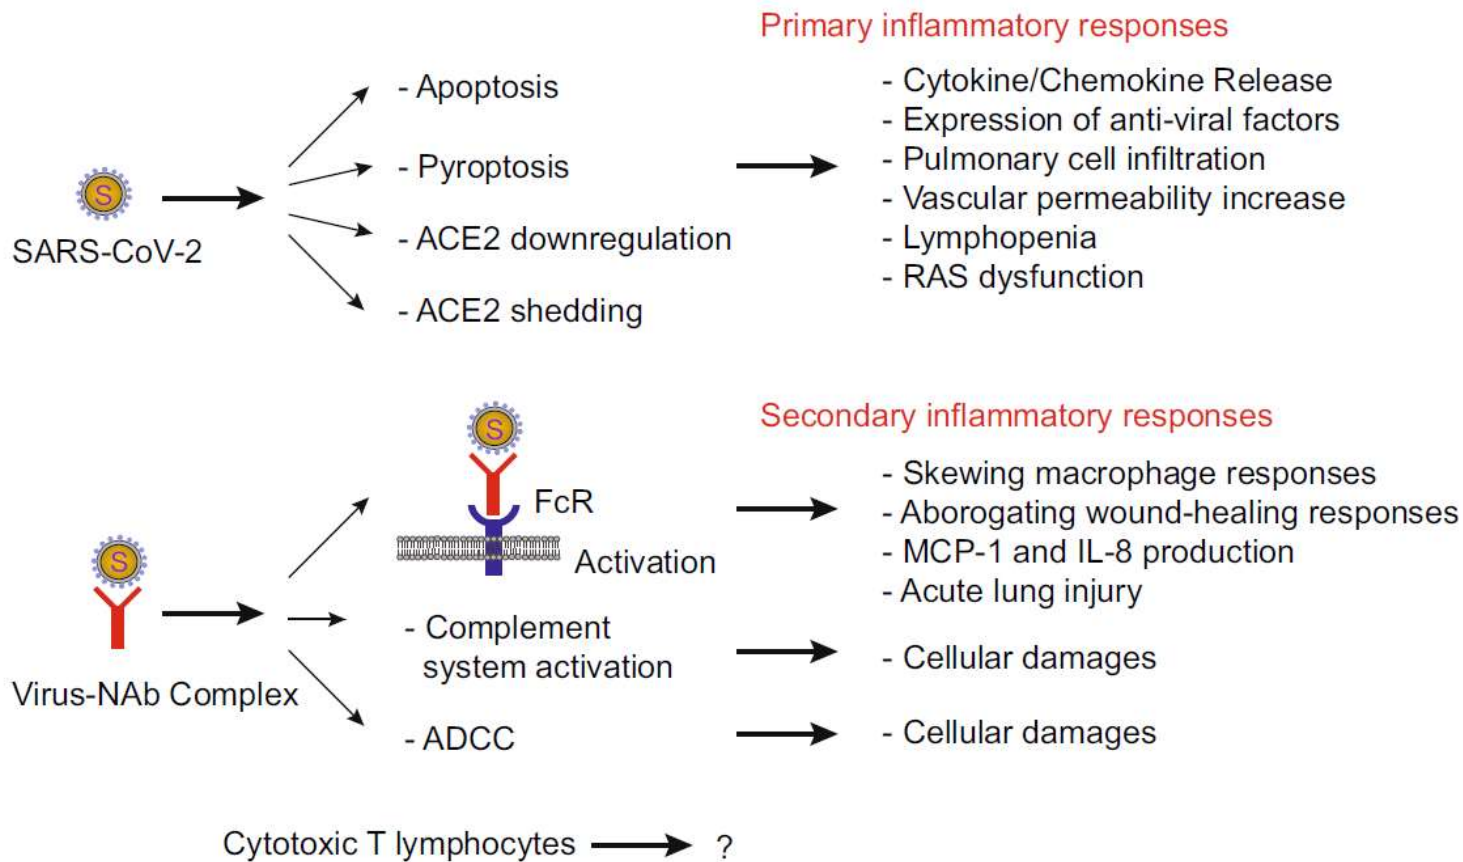 Primary inflammatory responses
S
SARS-CoV-2
- Apoptosis
- Pyroptosis
- ACE2 downregulation
- ACE2 shedding
- Cytokine/Chemokine Release
- Expression of anti-viral factors
- Pulmonary cell infiltration
- Vascular permeability increase
- Lymphopenia
- RAS dysfunction
Secondary inflammatory responses
S
Virus-NAb Complex
S
FcR
Activation
- Complement
system activation
- ADCC
- Skewing macrophage responses
- Aborogating wound-healing responses
- MCP-1 and IL-8 production
- Acute lung injury
- Cellular damages
- Cellular damages
Cytotoxic T lymphocytes
?